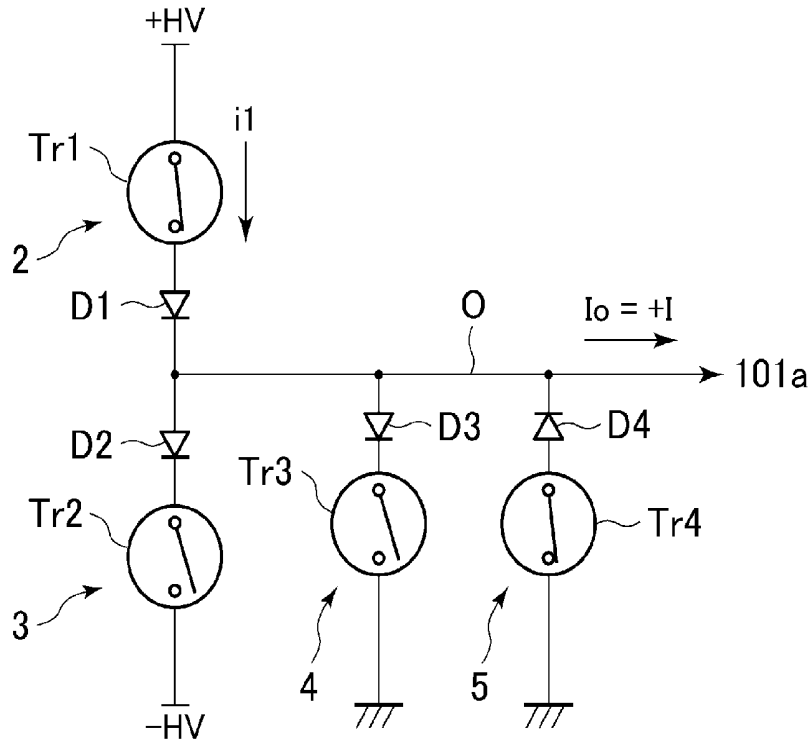 +HV
i1
Tr1
2
D1
O
Io = +I
101a
D2
D3
D4
Tr3
Tr2
Tr4
3
4
5
−HV